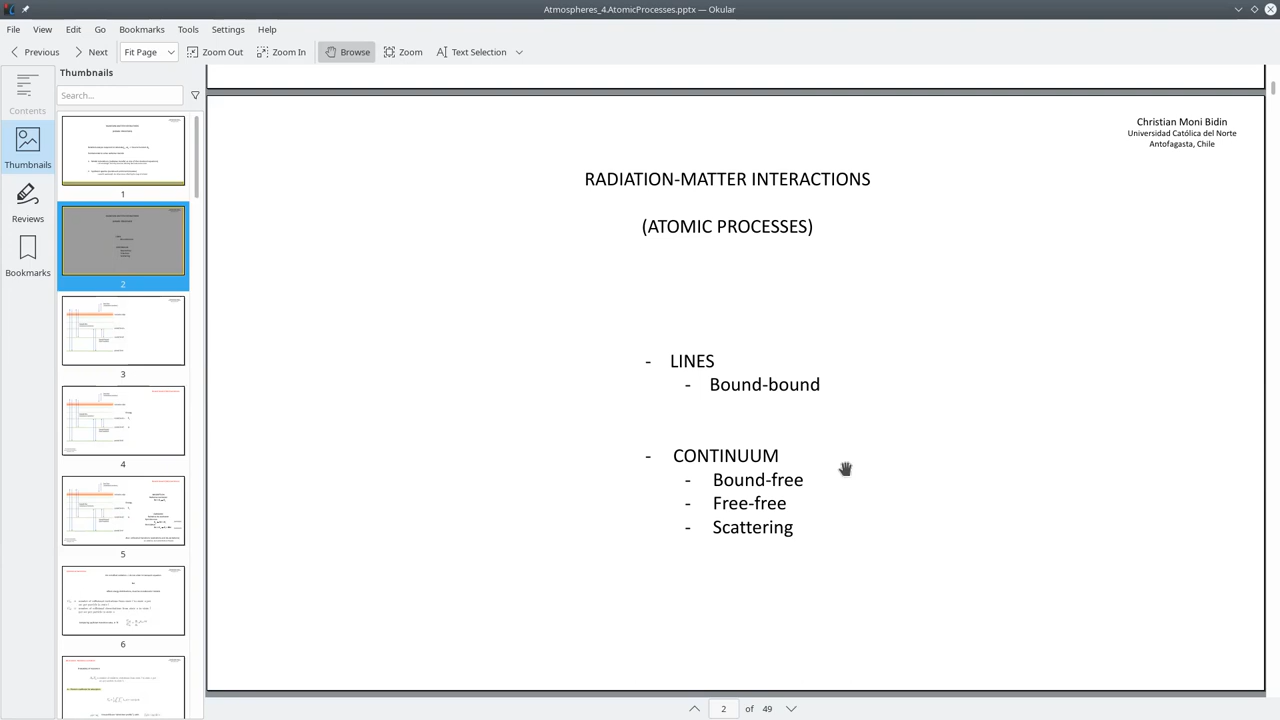 Atmospheres_4.AtomicProcesses.pptx — Okular
File View Edit Go Bookmarks Tools Settings Help
Previous Next Fit Page Zoom Out Zoom In Browse Zoom Text Selection
Contents
Thumbnails
Reviews
Bookmarks
Thumbnails
Search...
1
2
3
4
5
6
Christian Moni Bidin
Universidad Católica del Norte
Antofagasta, Chile
RADIATION-MATTER INTERACTIONS
(ATOMIC PROCESSES)
- LINES
- Bound-bound
- CONTINUUM
- Bound-free
- Free-free
- Scattering
2 of 49